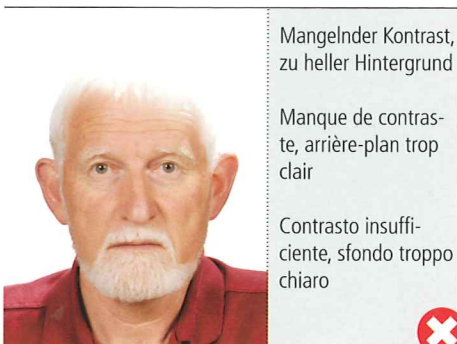 Mangelnder Kontrast,
zu heller Hintergrund
Manque de contras-
te, arrière-plan trop
clair
Contrasto insuffi-
ciente, sfondo troppo
chiaro